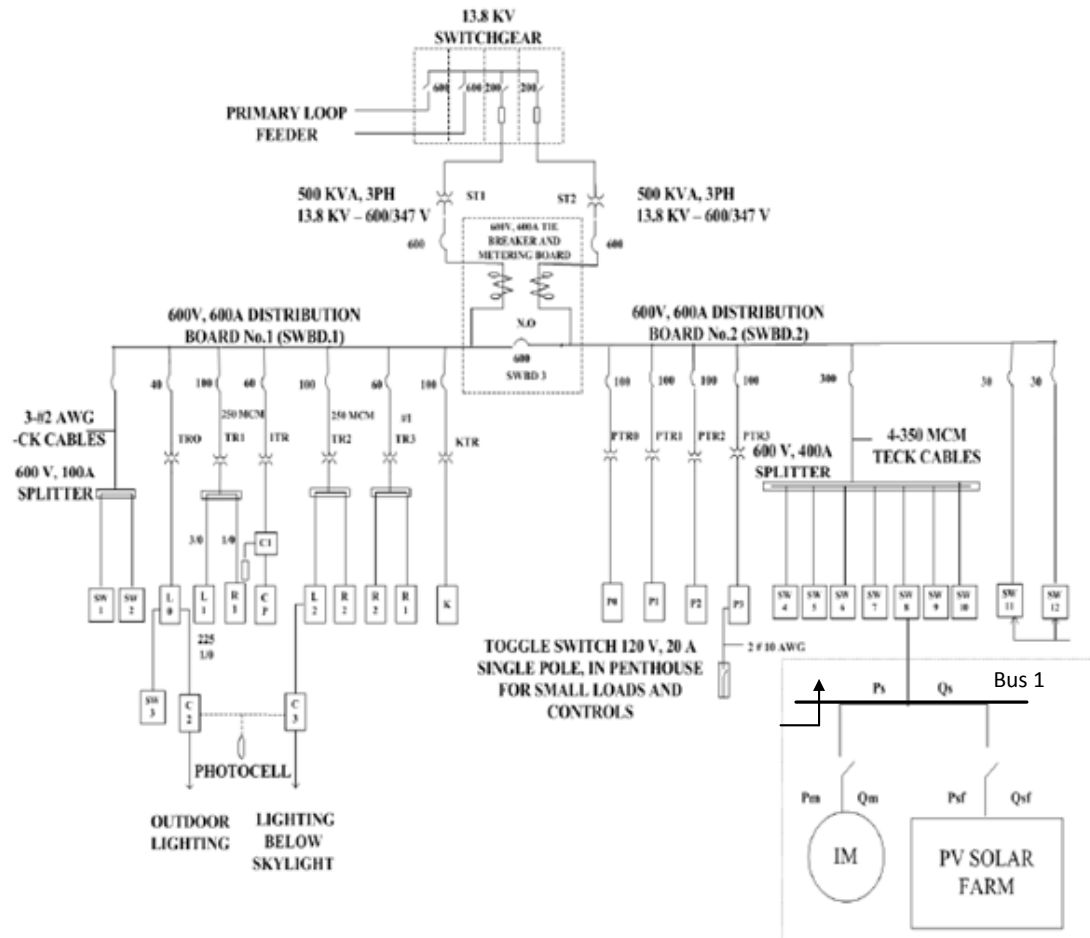 13.8 KV
SWITCHGEAR
600
600
200
200
PRIMARY LOOP
FEEDER
500 KVA, 3PH
13.8 KV – 600/347 V
ST1
ST2
500 KVA, 3PH
13.8 KV – 600/347 V
600
600V, 600A TIE
BREAKER AND
METERING BOARD
600
600V, 600A DISTRIBUTION
BOARD No.1 (SWBD.1)
N.O
600
SWBD 3
600V, 600A DISTRIBUTION
BOARD No.2 (SWBD.2)
40
100
60
100
60
100
100
100
100
100
300
30
30
3-#2 AWG
-CK CABLES
250 MCM
250 MCM
#1
TRO
TR1
1TR
TR2
TR3
KTR
PTR0
PTR1
PTR2
PTR3
4-350 MCM
TECK CABLES
600 V, 100A
SPLITTER
600 V, 400A
SPLITTER
3/0
1/0
C1
SW 1
SW 2
L 0
L 1
R 1
C P
L 2
R 2
R 2
R 1
K
P0
P1
P2
P3
SW 4
SW 5
SW 6
SW 7
SW 8
SW 9
SW 10
SW 11
SW 12
225
1/0
TOGGLE SWITCH 120 V, 20 A
SINGLE POLE, IN PENTHOUSE
FOR SMALL LOADS AND
CONTROLS
2 # 10 AWG
SW 3
C 2
C 3
PHOTOCELL
OUTDOOR
LIGHTING
LIGHTING
BELOW
SKYLIGHT
Ps
Qs
Bus 1
Pm
Qm
Psf
Qsf
IM
PV SOLAR
FARM